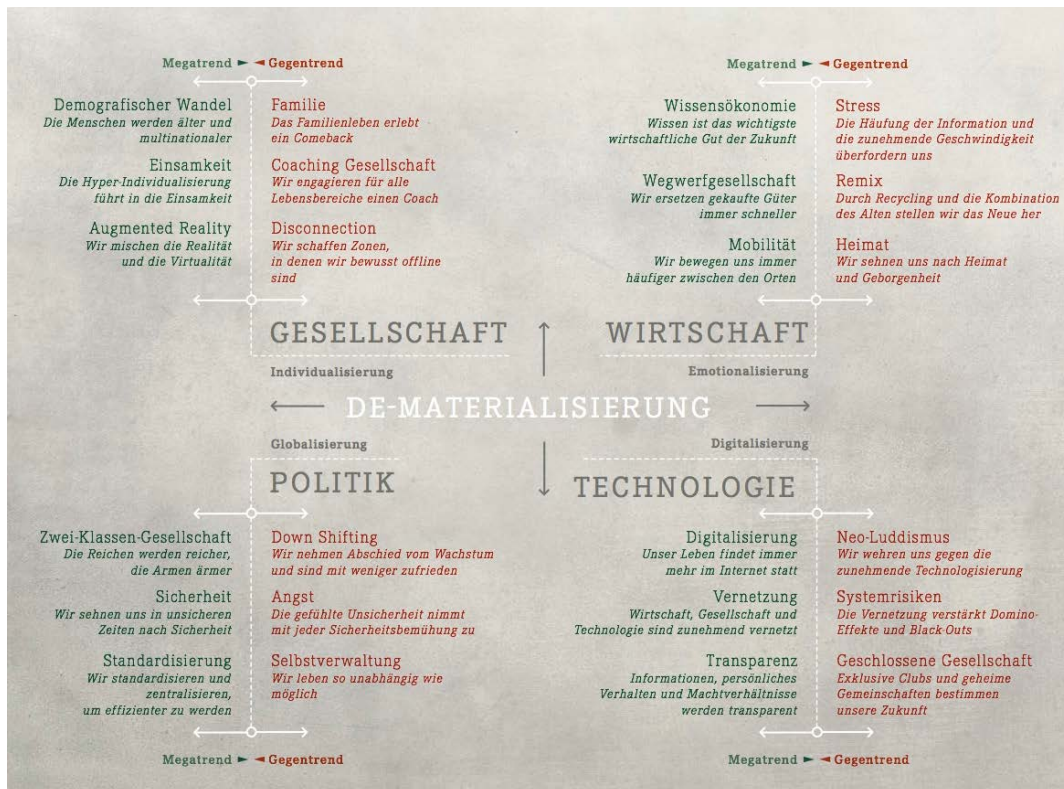 Megatrend ► ◄ Gegentrend
Demografischer Wandel
Die Menschen werden älter und
multinationaler
Einsamkeit
Die Hyper-Individualisierung
führt in die Einsamkeit
Augmented Reality
Wir mischen die Realität
und die Virtualität
Familie
Das Familienleben erlebt
ein Comeback
Coaching Gesellschaft
Wir engagieren für alle
Lebensbereiche einen Coach
Disconnection
Wir schaffen Zonen,
in denen wir bewusst offline
sind
GESELLSCHAFT
Individualisierung
Megatrend ► ◄ Gegentrend
Wissensökonomie
Wissen ist das wichtigste
wirtschaftliche Gut der Zukunft
Wegwerfgesellschaft
Wir ersetzen gekaufte Güter
immer schneller
Mobilität
Wir bewegen uns immer
häufiger zwischen den Orten
Stress
Die Häufung der Information und
die zunehmende Geschwindigkeit
überfordern uns
Remix
Durch Recycling und die Kombination
des Alten stellen wir das Neue her
Heimat
Wir sehnen uns nach Heimat
und Geborgenheit
WIRTSCHAFT
Emotionalisierung
DE-MATERIALISIERUNG
Globalisierung
POLITIK
Zwei-Klassen-Gesellschaft
Die Reichen werden reicher,
die Armen ärmer
Sicherheit
Wir sehnen uns in unsicheren
Zeiten nach Sicherheit
Standardisierung
Wir standardisieren und
zentralisieren,
um effizienter zu werden
Down Shifting
Wir nehmen Abschied vom Wachstum
und sind mit weniger zufrieden
Angst
Die gefühlte Unsicherheit nimmt
mit jeder Sicherheitsbemühung zu
Selbstverwaltung
Wir leben so unabhängig wie
möglich
Megatrend ► ◄ Gegentrend
Digitalisierung
TECHNOLOGIE
Digitalisierung
Unser Leben findet immer
mehr im Internet statt
Vernetzung
Wirtschaft, Gesellschaft und
Technologie sind zunehmend vernetzt
Transparenz
Informationen, persönliches
Verhalten und Machtverhältnisse
werden transparent
Neo-Luddismus
Wir wehren uns gegen die
zunehmende Technologisierung
Systemrisiken
Die Vernetzung verstärkt Domino-
Effekte und Black-Outs
Geschlossene Gesellschaft
Exklusive Clubs und geheime
Gemeinschaften bestimmen
unsere Zukunft
Megatrend ► ◄ Gegentrend